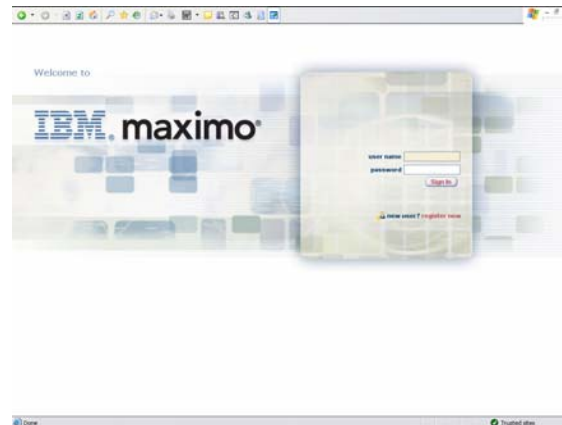 Welcome to
IBM. maximo®
user name
password
Sign In
new user? register now
Done
Trusted sites